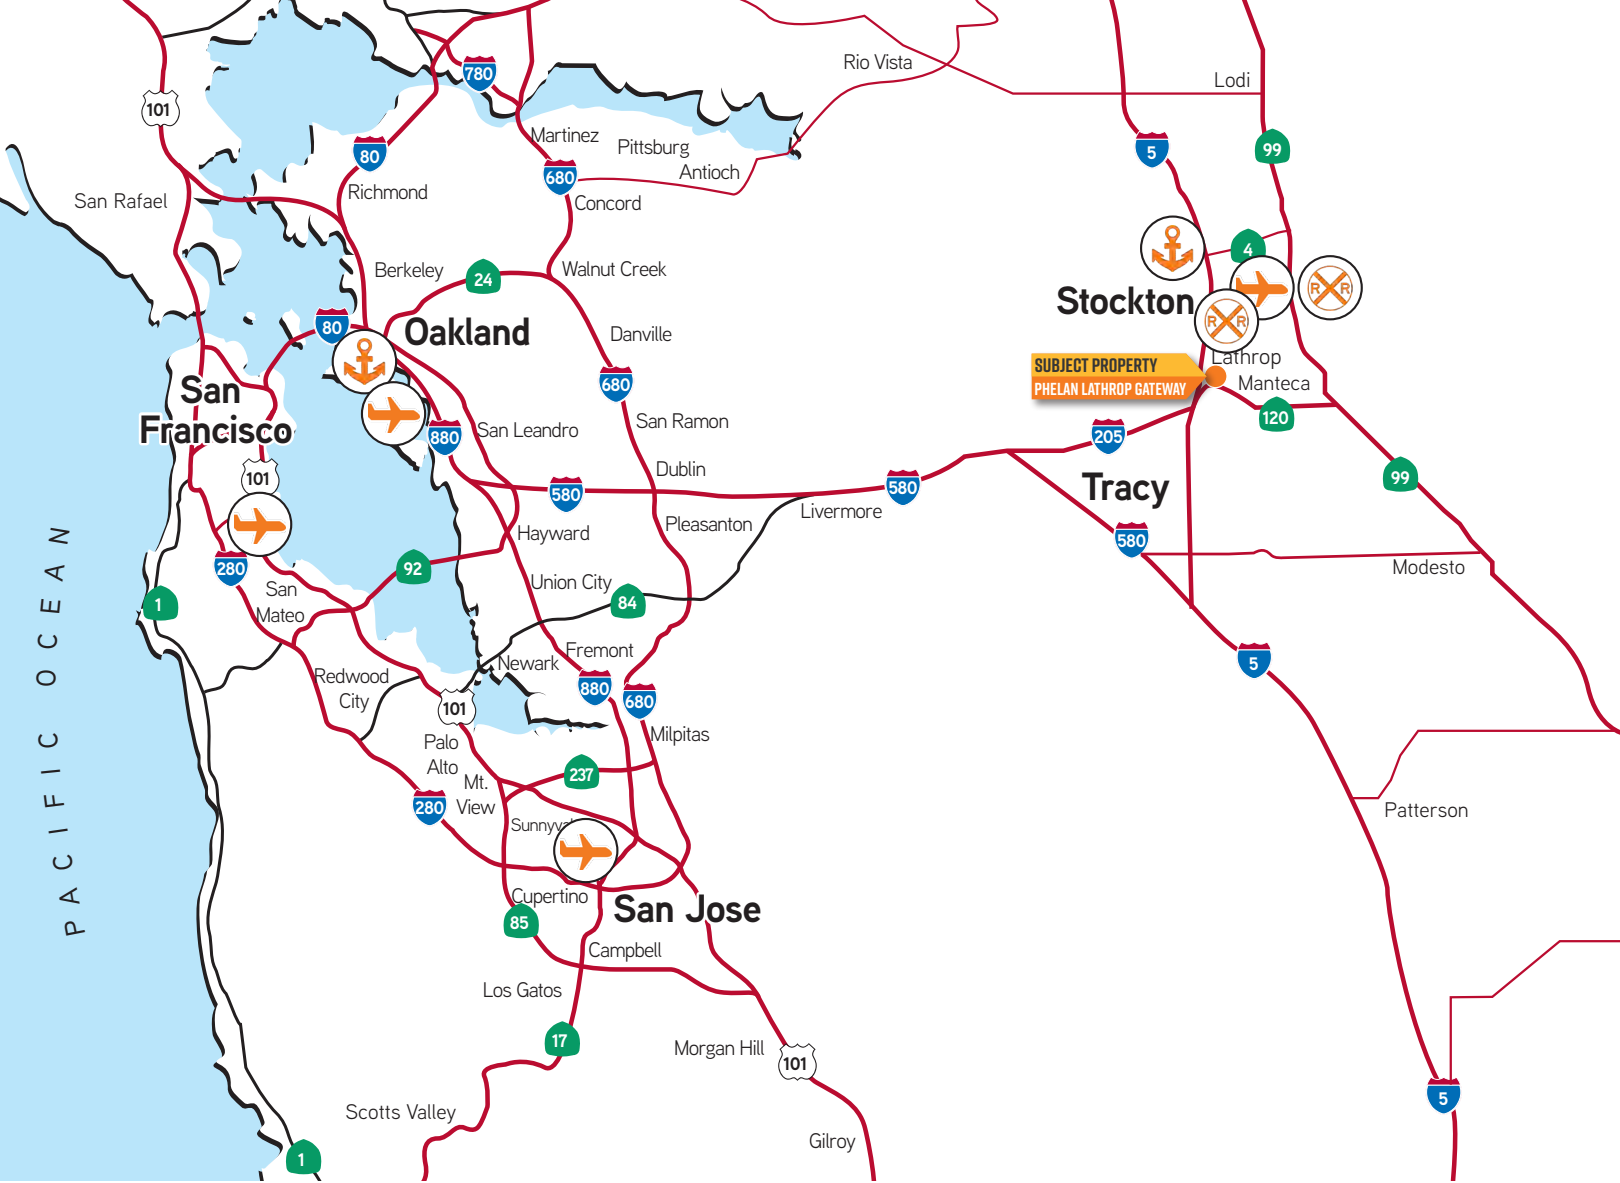 780
Rio Vista
Lodi
101
Martinez
Pittsburg
Antioch
5
99
80
680
Richmond
San Rafael
Concord
Berkeley
24
Walnut Creek
4
Stockton
R R
R R
80
Oakland
Danville
Lathrop
SUBJECT PROPERTY
PHELAN LATHROP GATEWAY
Manteca
120
San
Francisco
680
880
San Leandro
San Ramon
205
101
Dublin
580
580
Tracy
99
Livermore
Pleasanton
Hayward
580
280
92
Modesto
PACIFIC OCEAN
1
San
Mateo
Union City
84
Fremont
Newark
5
Redwood
City
880
680
101
Milpitas
Palo
Alto
Mt.
View
237
280
Patterson
Sunnyva
Cupertino
85
San Jose
Campbell
Los Gatos
17
Morgan Hill
101
5
Scotts Valley
Gilroy
1